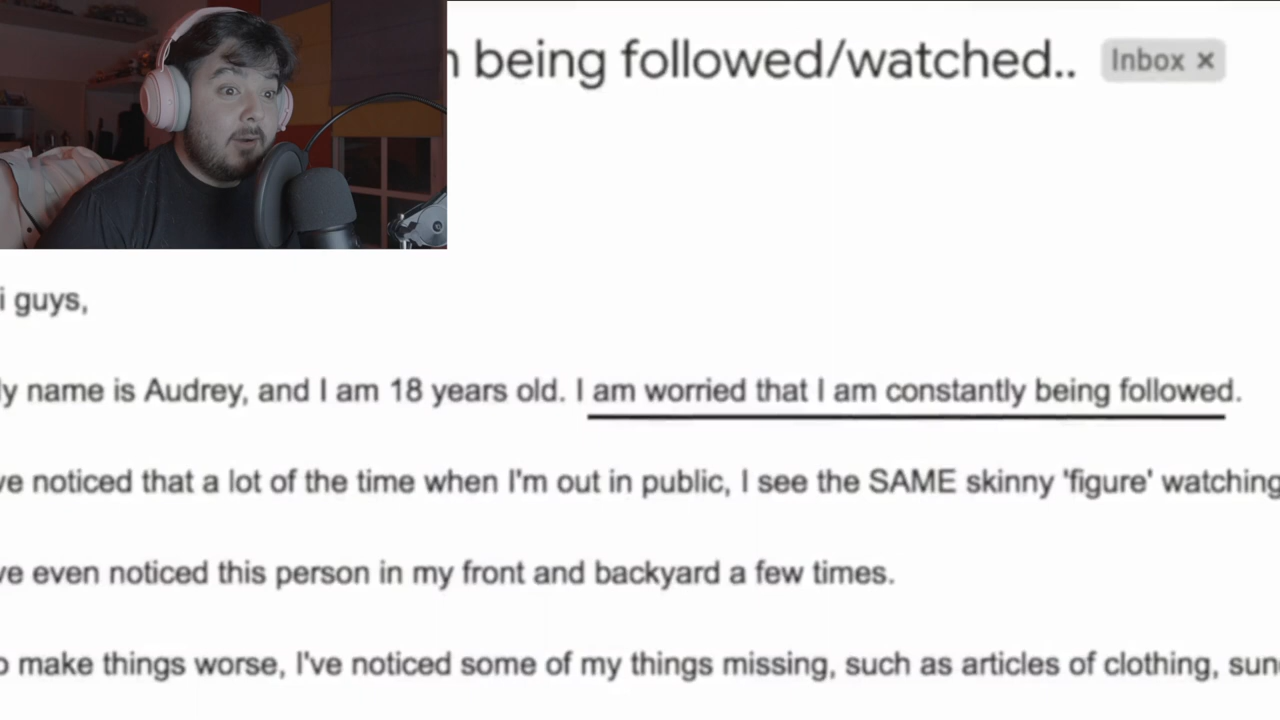 being followed/watched.. Inbox ×
guys,
name is Audrey, and I am 18 years old. I am worried that I am constantly being followed.
noticed that a lot of the time when I'm out in public, I see the SAME skinny 'figure' watching
even noticed this person in my front and backyard a few times.
make things worse, I've noticed some of my things missing, such as articles of clothing,